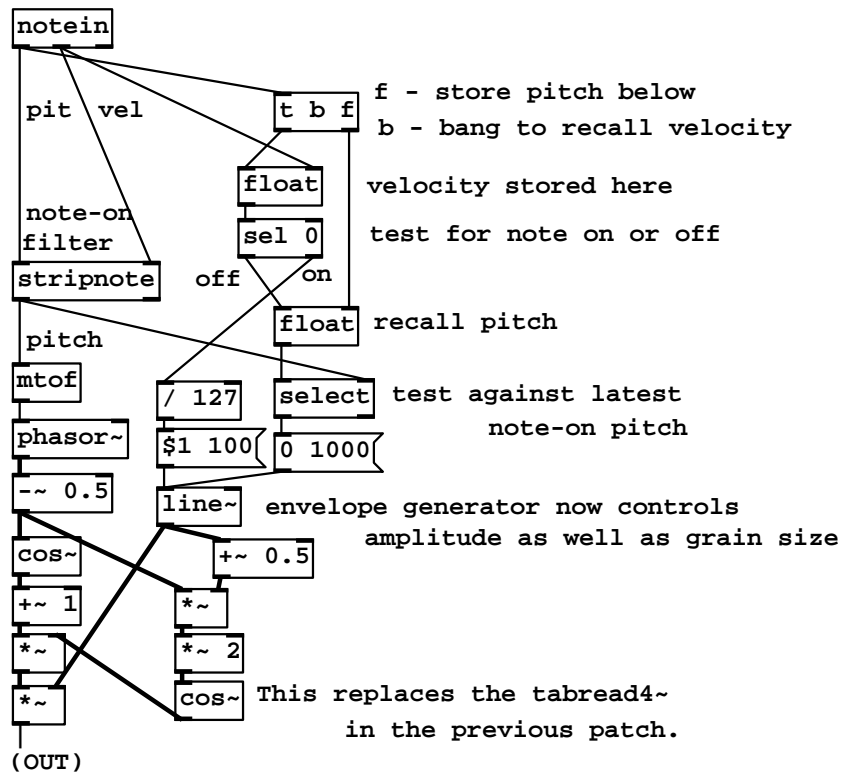 notein
pit vel
t b f
f - store pitch below
b - bang to recall velocity
float
velocity stored here
note-on
filter
sel 0
test for note on or off
stripnote
off
on
float
recall pitch
pitch
mtof
/ 127
select
test against latest
note-on pitch
phasor~
$1 100
0 1000
-~ 0.5
line~
envelope generator now controls
amplitude as well as grain size
cos~
+~ 0.5
+~ 1
*~
*~
*~ 2
*~
cos~
This replaces the tabread4~
in the previous patch.
(OUT)